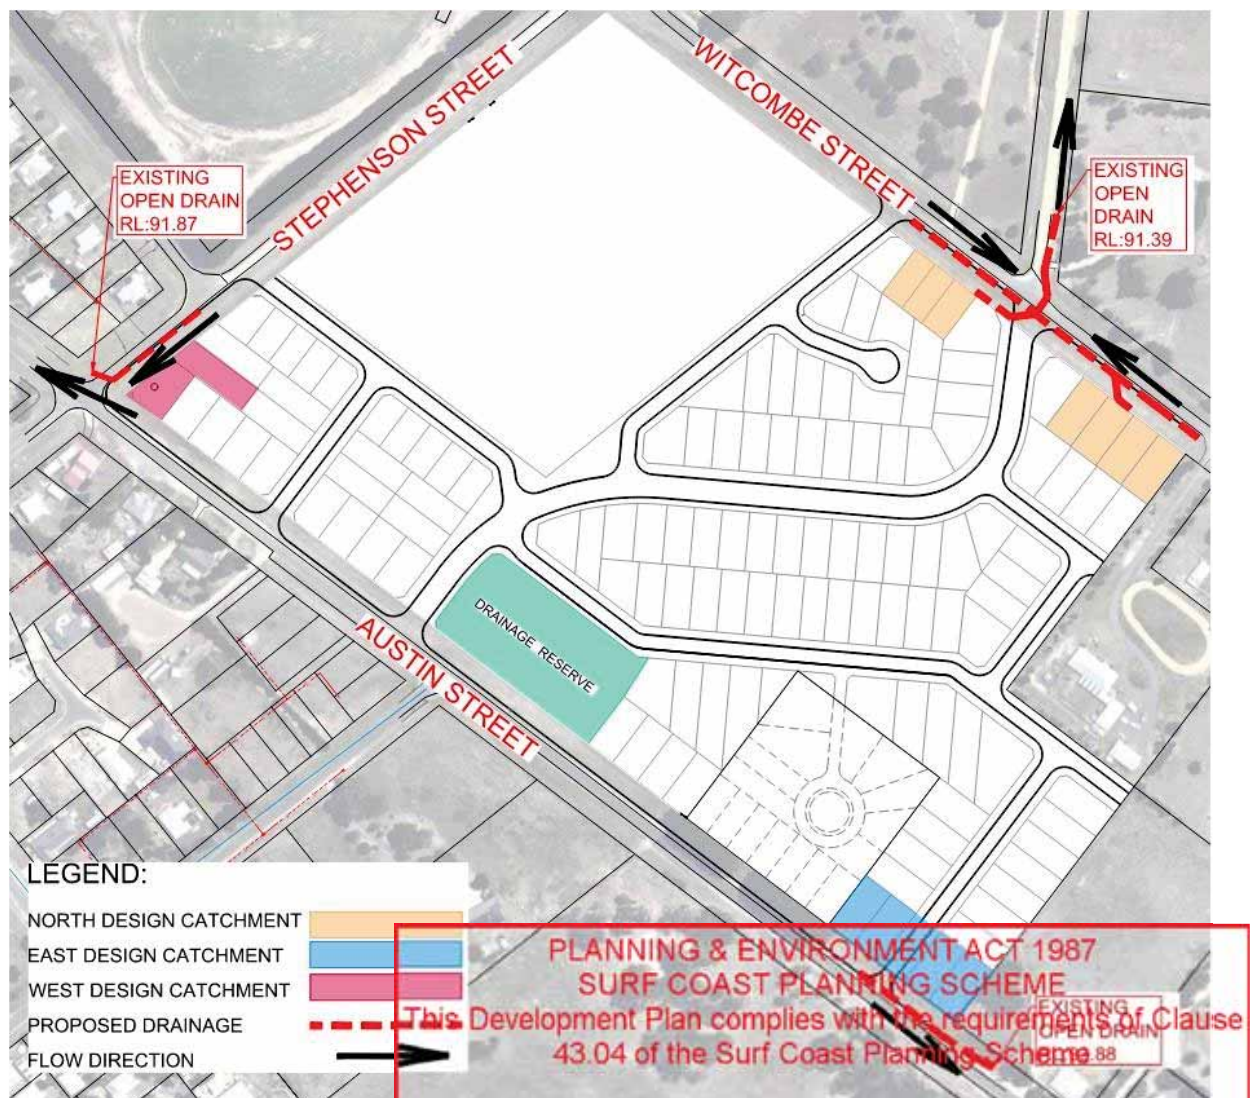 WITCOMBE STREET
STEPHENSON STREET
EXISTING
OPEN DRAIN
RL:91.87
EXISTING
OPEN
DRAIN
RL:91.39
DRAINAGE RESERVE
AUSTIN STREET
LEGEND:
NORTH DESIGN CATCHMENT
EAST DESIGN CATCHMENT
WEST DESIGN CATCHMENT
PROPOSED DRAINAGE
FLOW DIRECTION
PLANNING & ENVIRONMENT ACT 1987
SURF COAST PLANNING SCHEME
This Development Plan complies with the requirements of Clause
43.04 of the Surf Coast Planning Scheme
EXISTING
OPEN DRAIN